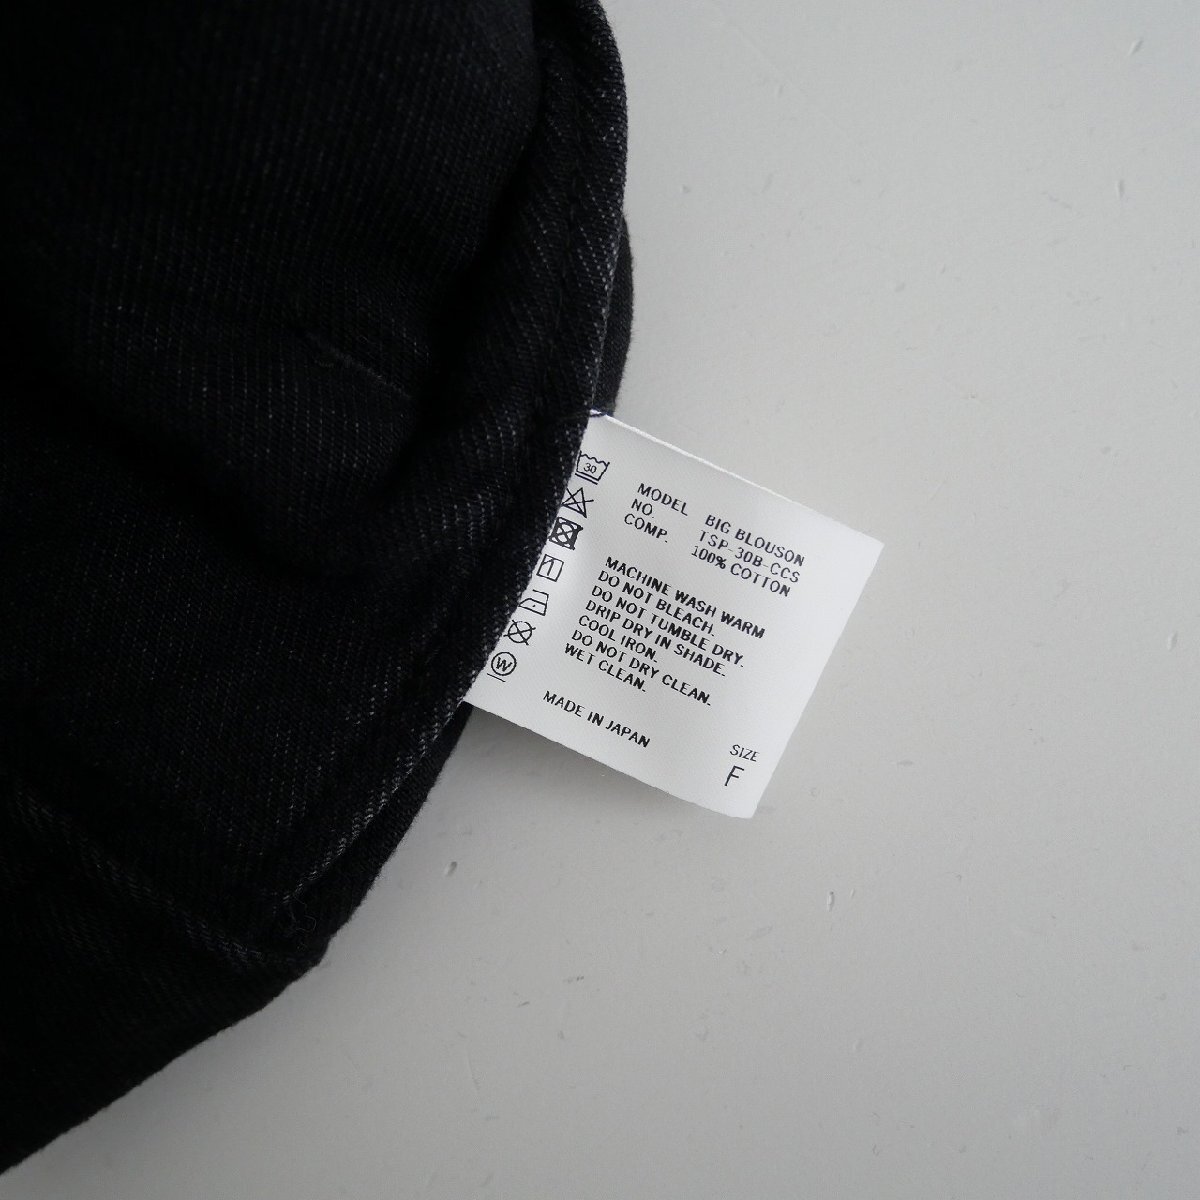 30
MODEL BIG BLOUSON
NO. TSP-30B-CCS
COMP. 100% COTTON
MACHINE WASH WARM
DO NOT BLEACH.
DO NOT TUMBLE DRY.
DRIP DRY IN SHADE.
COOL IRON.
DO NOT DRY CLEAN.
WET CLEAN.
W
MADE IN JAPAN
SIZE
F